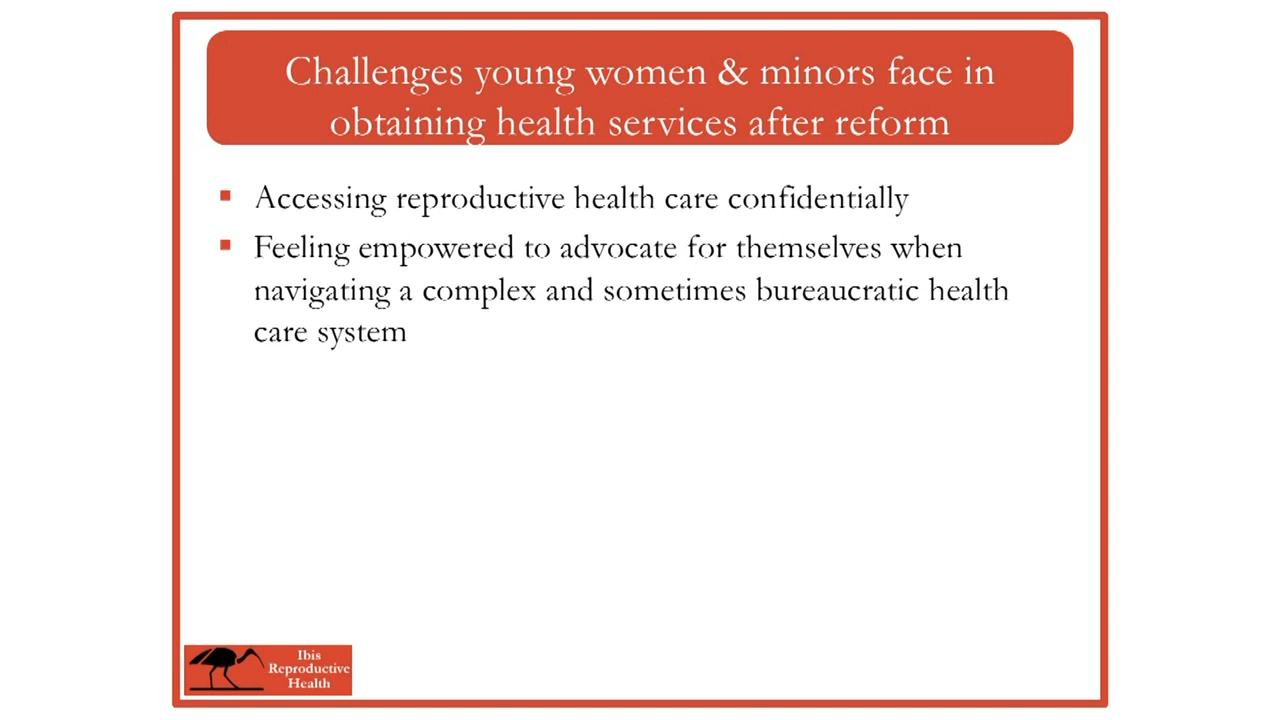 Challenges young women & minors face in
obtaining health services after reform
Accessing reproductive health care confidentially
Feeling empowered to advocate for themselves when
navigating a complex and sometimes bureaucratic health
care system
Ibis
Reproductive
Health